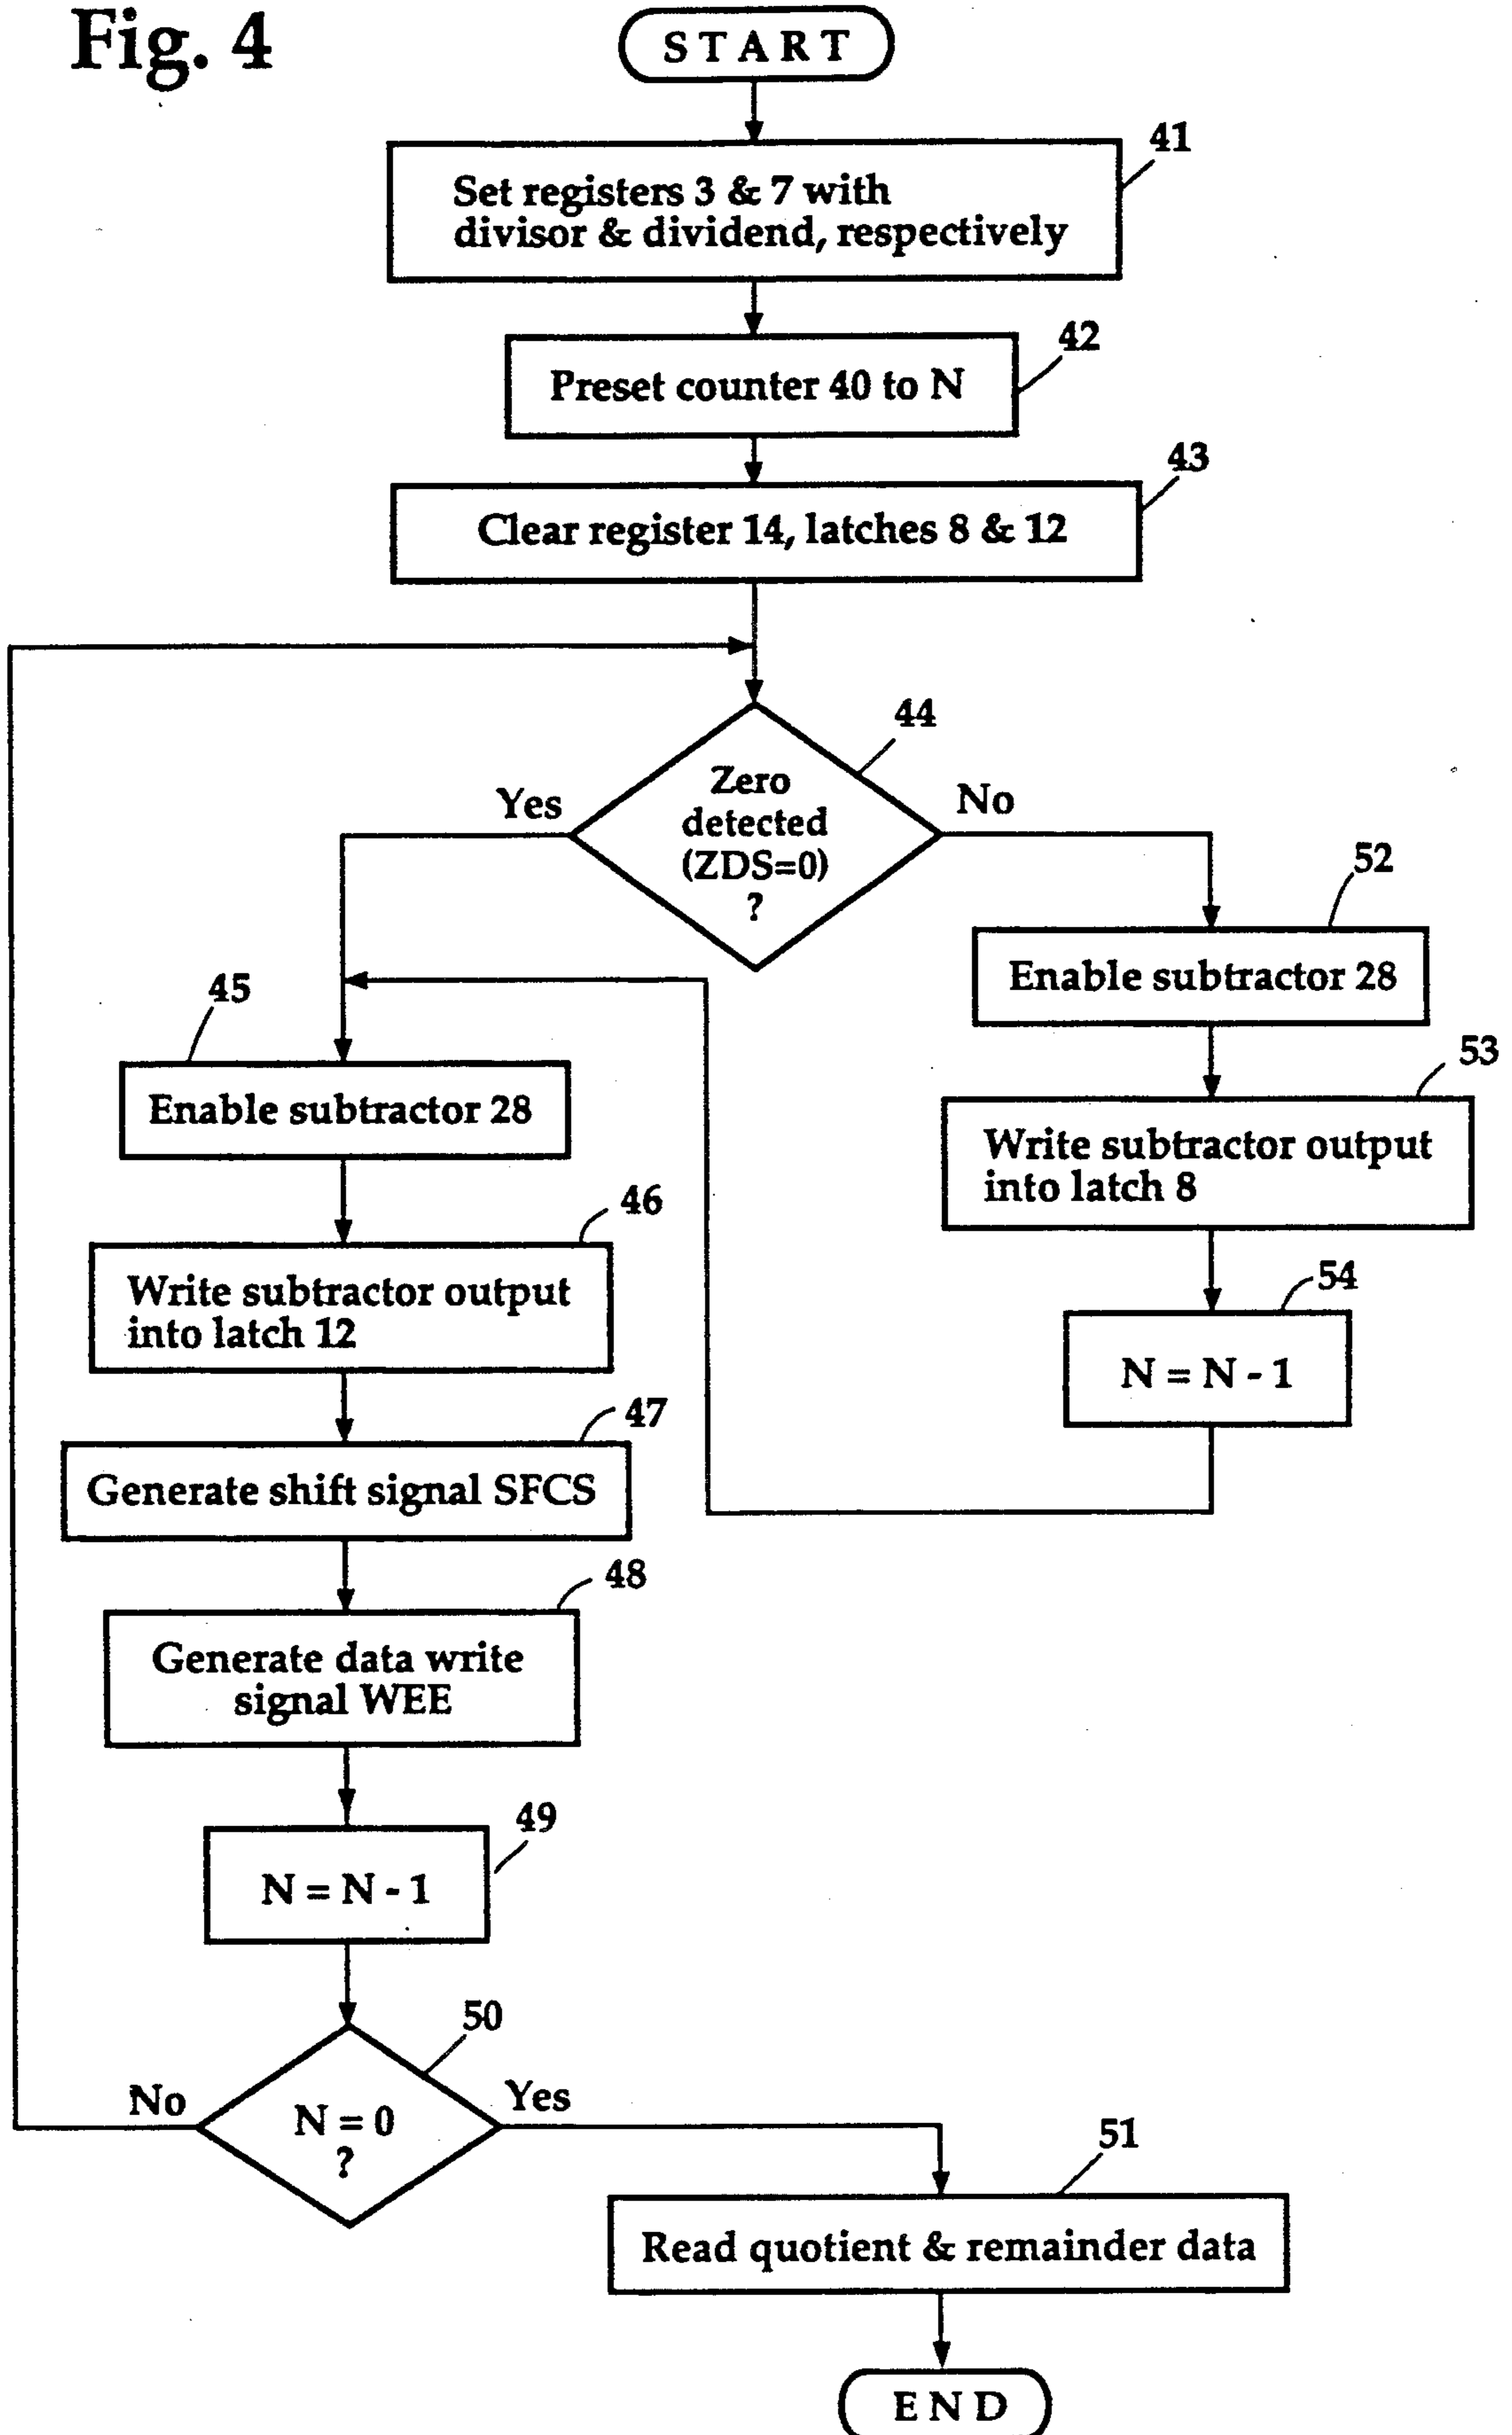 Fig. 4
START
41
Set registers 3 & 7 with
divisor & dividend, respectively
42
Preset counter 40 to N
43
Clear register 14, latches 8 & 12
44
Zero
detected
(ZDS=0)
?
Yes
No
52
Enable subtractor 28
53
Write subtractor output
into latch 8
54
N = N - 1
45
Enable subtractor 28
46
Write subtractor output
into latch 12
47
Generate shift signal SFCS
48
Generate data write
signal WEE
49
N = N - 1
50
N = 0
?
No
Yes
51
Read quotient & remainder data
END